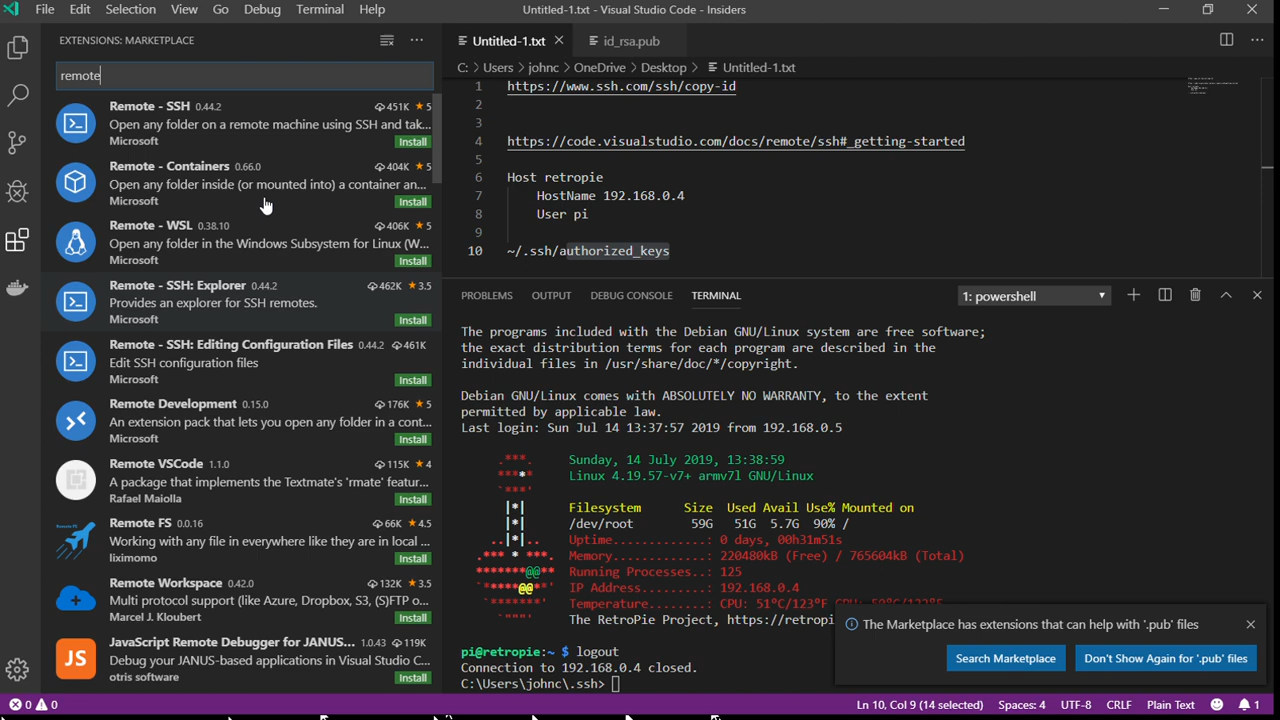 File Edit Selection View Go Debug Terminal Help Untitled-1.txt - Visual Studio Code - Insiders
EXTENSIONS: MARKETPLACE
remote
Remote - SSH 0.44.2 451K 5
Open any folder on a remote machine using SSH and tak...
Microsoft Install
Remote - Containers 0.66.0 404K 5
Open any folder inside (or mounted into) a container an...
Microsoft Install
Remote - WSL 0.38.10 406K 5
Open any folder in the Windows Subsystem for Linux (W...
Microsoft Install
Remote - SSH: Explorer 0.44.2 462K 3.5
Provides an explorer for SSH remotes.
Microsoft Install
Remote - SSH: Editing Configuration Files 0.44.2 461K
Edit SSH configuration files
Microsoft Install
Remote Development 0.15.0 176K 5
An extension pack that lets you open any folder in a cont...
Microsoft Install
Remote VSCode 1.1.0 115K 4
A package that implements the Textmate's 'rmate' featur...
Rafael Maiolla Install
Remote FS 0.0.16 66K 4.5
Working with any file in everywhere like they are in local ...
liximomo Install
Remote Workspace 0.42.0 132K 3.5
Multi protocol support (like Azure, Dropbox, S3, (S)FTP o...
Marcel J. Kloubert Install
JS
JavaScript Remote Debugger for JANUS... 1.0.43 119K
Debug your JANUS-based applications in Visual Studio C...
otris software Install
Untitled-1.txt id_rsa.pub
C: > Users > johnc > OneDrive > Desktop > Untitled-1.txt
1 https://www.ssh.com/ssh/copy-id
2
3
4 https://code.visualstudio.com/docs/remote/ssh#_getting-started
5
6 Host retropie
7 HostName 192.168.0.4
8 User pi
9
10 ~/.ssh/authorized_keys
PROBLEMS OUTPUT DEBUG CONSOLE TERMINAL 1: powershell
The programs included with the Debian GNU/Linux system are free software;
the exact distribution terms for each program are described in the
individual files in /usr/share/doc/*/copyright.
Debian GNU/Linux comes with ABSOLUTELY NO WARRANTY, to the extent
permitted by applicable law.
Last login: Sun Jul 14 13:37:57 2019 from 192.168.0.5
Sunday, 14 July 2019, 13:38:59
Linux 4.19.57-v7+ armv7l GNU/Linux
Filesystem Size Used Avail Use% Mounted on
/dev/root 59G 51G 5.7G 90% /
Uptime.............: 0 days, 00h31m51s
Memory.............: 220480kB (Free) / 765604kB (Total)
Running Processes..: 125
IP Address.........: 192.168.0.4
Temperature........: CPU: 51°C/123°F
The RetroPie Project, https://retropi
pi@retropie:~ $ logout
Connection to 192.168.0.4 closed.
C:\Users\johnc\.ssh>
The Marketplace has extensions that can help with '.pub' files
Search Marketplace Don't Show Again for '.pub' files
0 0 Ln 10, Col 9 (14 selected) Spaces: 4 UTF-8 CRLF Plain Text 1